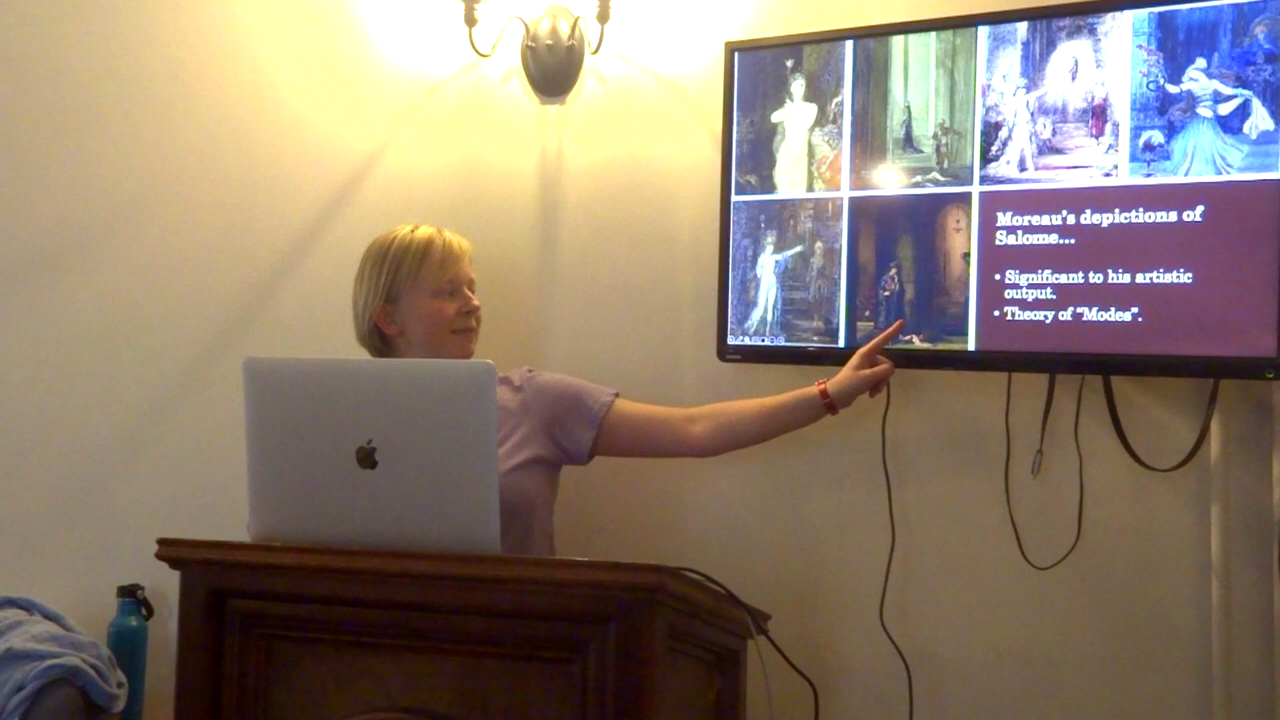 Moreau's depictions of
Salome...
• Significant to his artistic
output.
• Theory of "Modes".